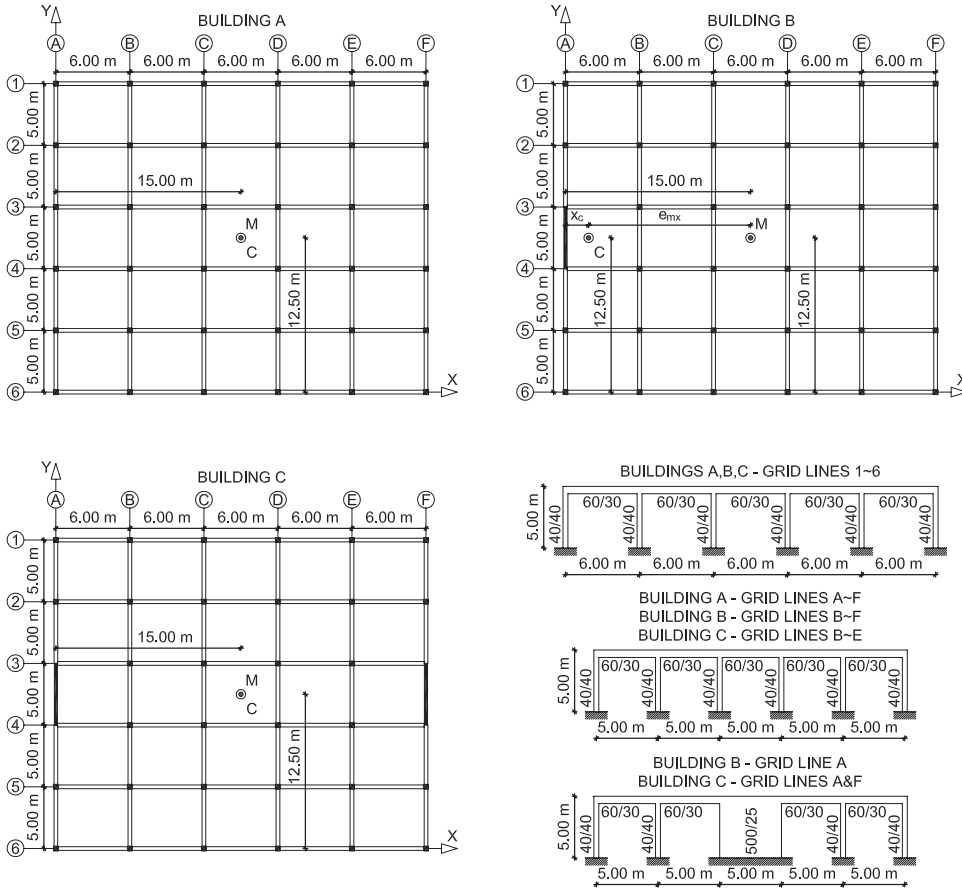 BUILDING A
Y
A B C D E F
6.00 m 6.00 m 6.00 m 6.00 m 6.00 m
1
5.00 m
2
5.00 m
15.00 m
3
5.00 m
M
C
4
12.50 m
5.00 m
5
5.00 m
X
6
BUILDING B
Y
A B C D E F
6.00 m 6.00 m 6.00 m 6.00 m 6.00 m
1
5.00 m
2
5.00 m
15.00 m
3
xc emx M
5.00 m
C
4
12.50 m 12.50 m
5.00 m
5
5.00 m
X
6
BUILDING C
Y
A B C D E F
6.00 m 6.00 m 6.00 m 6.00 m 6.00 m
1
5.00 m
2
5.00 m
15.00 m
3
5.00 m
M
C
4
12.50 m
5.00 m
5
5.00 m
X
6
BUILDINGS A,B,C - GRID LINES 1~6
60/30 60/30 60/30 60/30 60/30
5.00 m 40/40 40/40 40/40 40/40 40/40 40/40
6.00 m 6.00 m 6.00 m 6.00 m 6.00 m
BUILDING A - GRID LINES A~F
BUILDING B - GRID LINES B~F
BUILDING C - GRID LINES B~E
60/30 60/30 60/30 60/30 60/30
5.00 m 40/40 40/40 40/40 40/40 40/40 40/40
5.00 m 5.00 m 5.00 m 5.00 m 5.00 m
BUILDING B - GRID LINE A
BUILDING C - GRID LINES A&F
60/30 60/30 60/30 60/30
5.00 m 40/40 40/40 500/25 40/40 40/40
5.00 m 5.00 m 5.00 m 5.00 m 5.00 m